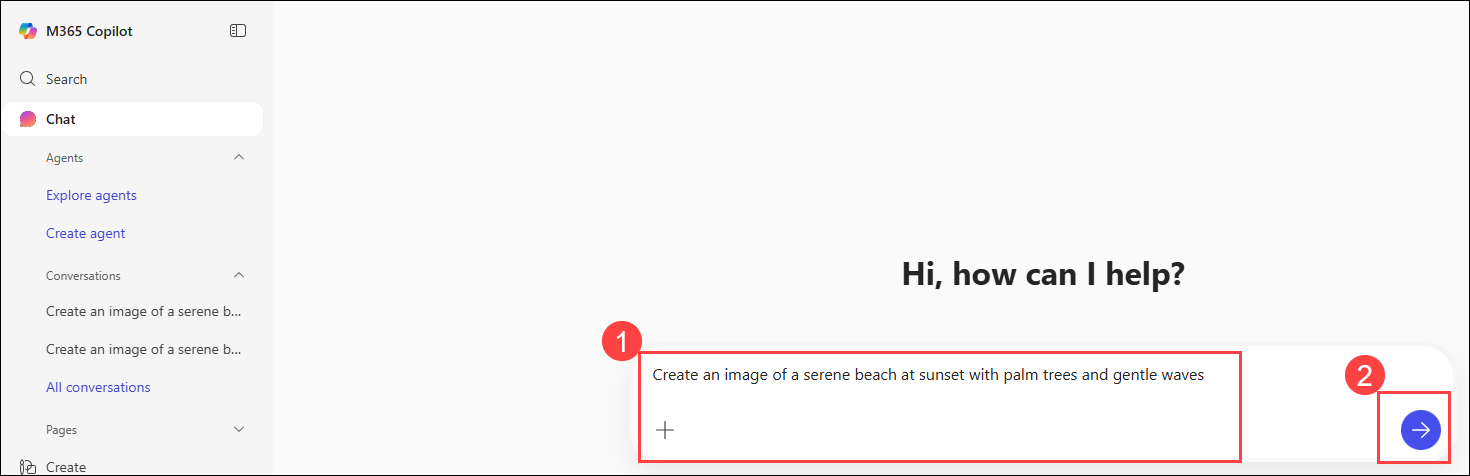 M365 Copilot
Search
Chat
Agents
Explore agents
Create agent
Conversations
Create an image of a serene b...
Create an image of a serene b...
All conversations
Pages
Create
Hi, how can I help?
1
Create an image of a serene beach at sunset with palm trees and gentle waves
2